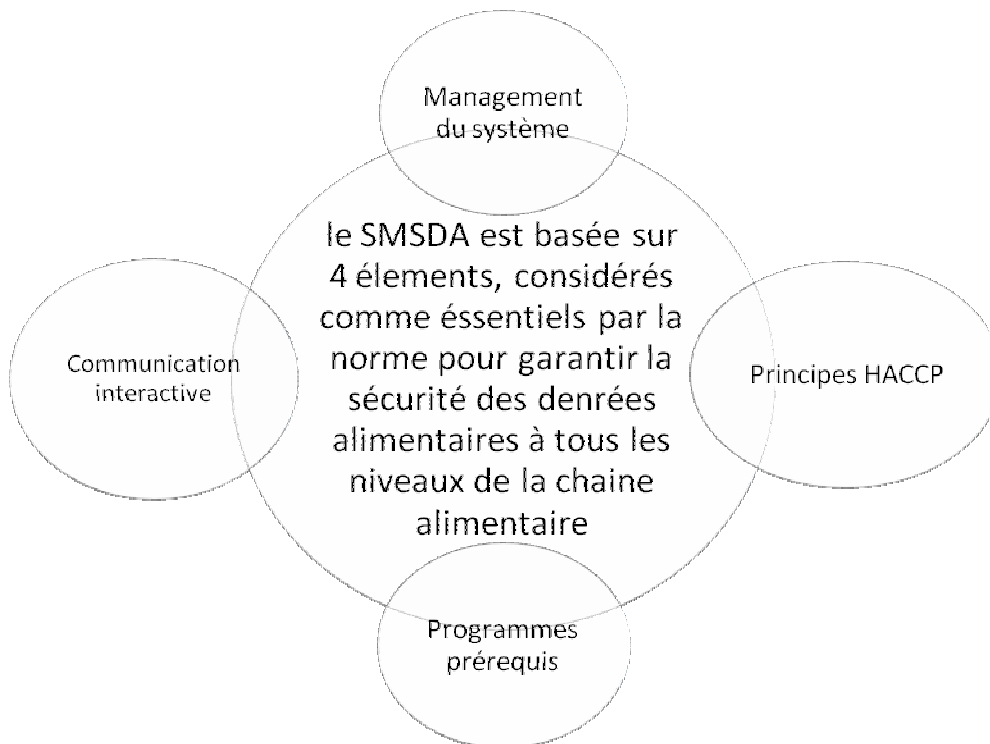 Management
du système
le SMSDA est basée sur
4 élements, considérés
comme éssentiels par la
norme pour garantir la
sécurité des denrées
alimentaires à tous les
niveaux de la chaine
alimentaire
Communication
interactive
Principes HACCP
Programmes
prérequis